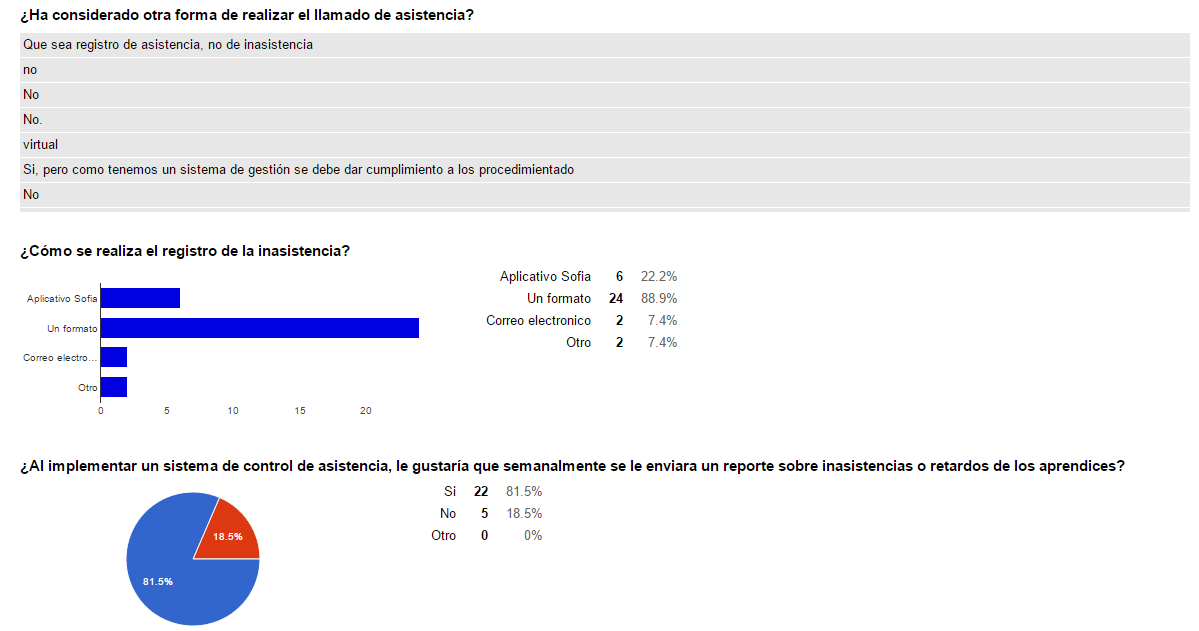 ¿Ha considerado otra forma de realizar el llamado de asistencia?
Que sea registro de asistencia, no de inasistencia
no
No
No.
virtual
Si, pero como tenemos un sistema de gestión se debe dar cumplimiento a los procedimientado
No
¿Cómo se realiza el registro de la inasistencia?
Aplicativo Sofia
Un formato
Correo electro...
Otro
0 5 10 15 20
Aplicativo Sofia 6 22.2%
Un formato 24 88.9%
Correo electronico 2 7.4%
Otro 2 7.4%
¿Al implementar un sistema de control de asistencia, le gustaría que semanalmente se le enviara un reporte sobre inasistencias o retardos de los aprendices?
18.5%
81.5%
Si 22 81.5%
No 5 18.5%
Otro 0 0%